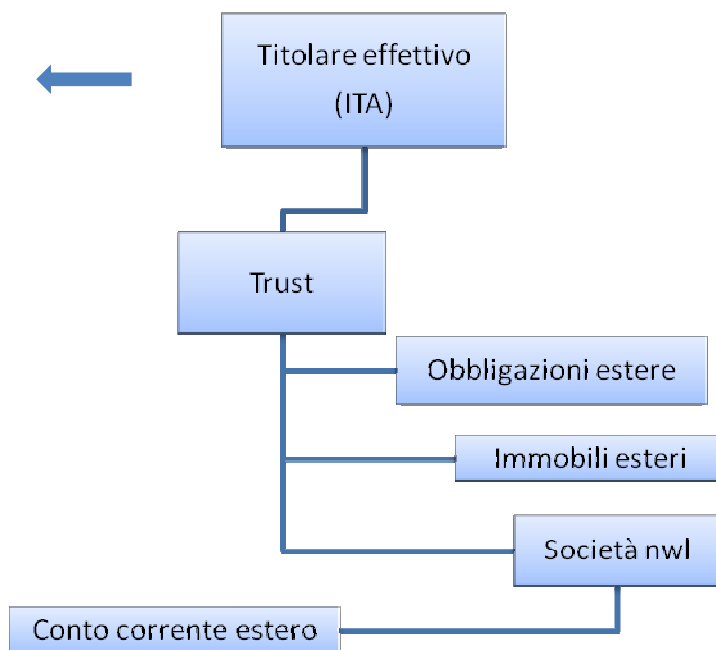 Titolare effettivo
(ITA)
Trust
Obbligazioni estere
Immobili esteri
Società nwl
Conto corrente estero